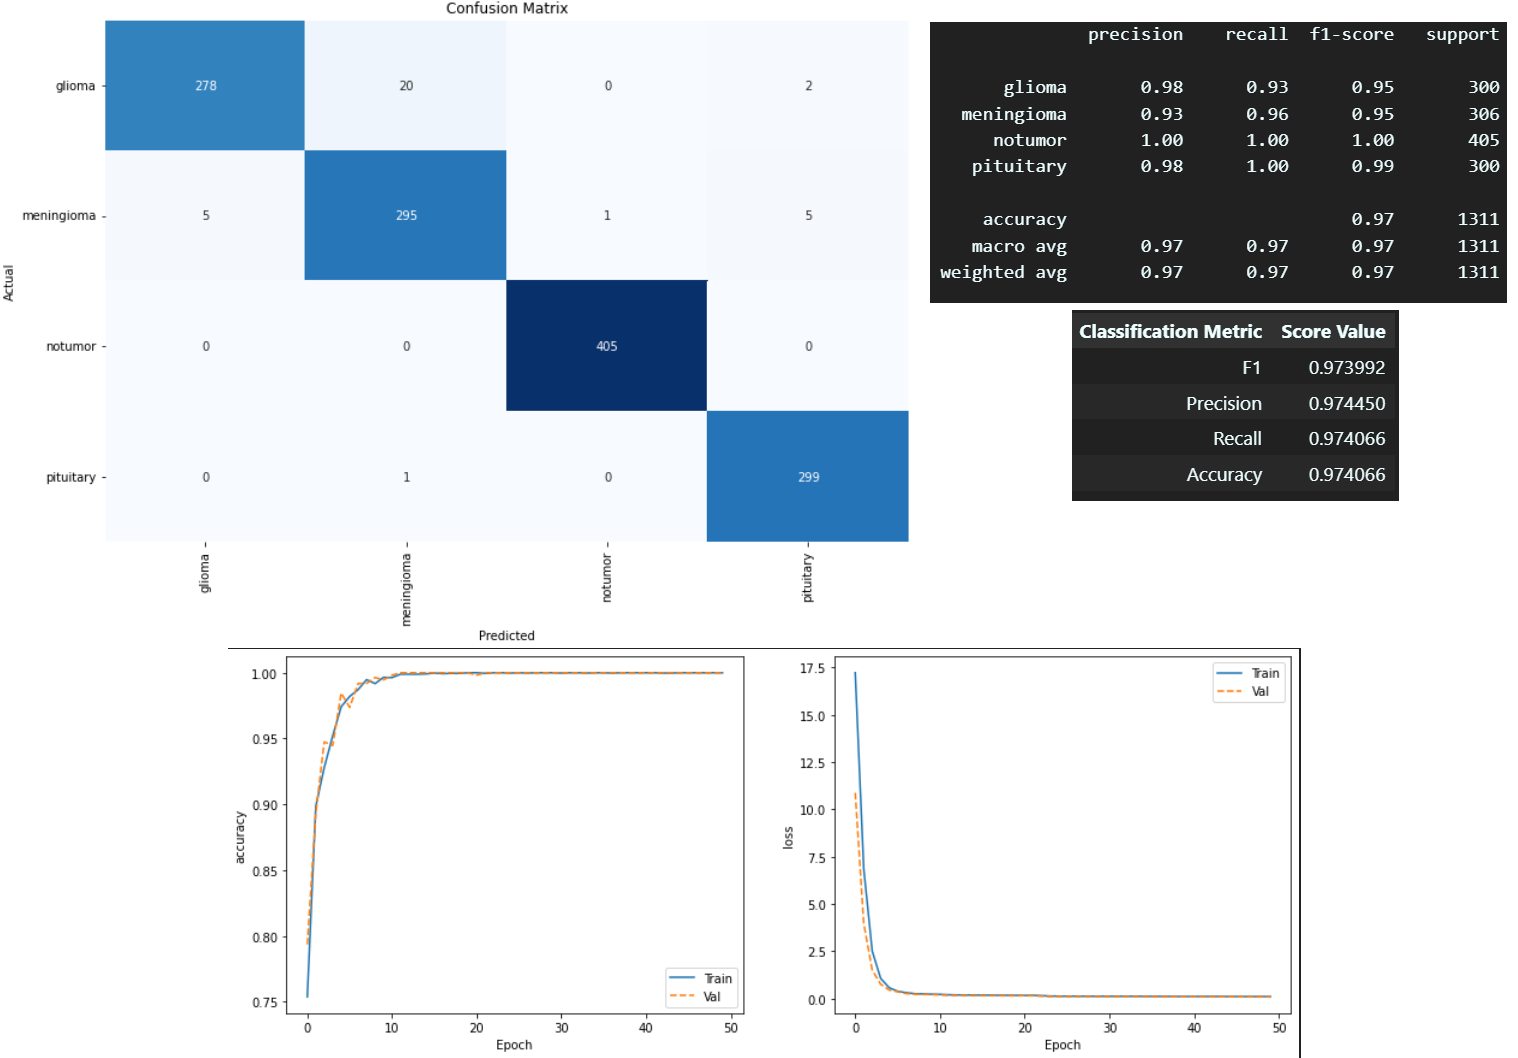 Confusion Matrix
Actual
glioma 278 20 0 2
meningioma 5 295 1 5
notumor 0 0 405 0
pituitary 0 1 0 299
glioma meningioma notumor pituitary
Predicted
precision recall f1-score support
glioma 0.98 0.93 0.95 300
meningioma 0.93 0.96 0.95 306
notumor 1.00 1.00 1.00 405
pituitary 0.98 1.00 0.99 300
accuracy 0.97 1311
macro avg 0.97 0.97 0.97 1311
weighted avg 0.97 0.97 0.97 1311
Classification Metric Score Value
F1 0.973992
Precision 0.974450
Recall 0.974066
Accuracy 0.974066
accuracy
1.00
0.95
0.90
0.85
0.80
0.75
Train
Val
0 10 20 30 40 50
Epoch
loss
17.5
15.0
12.5
10.0
7.5
5.0
2.5
0.0
Train
Val
0 10 20 30 40 50
Epoch